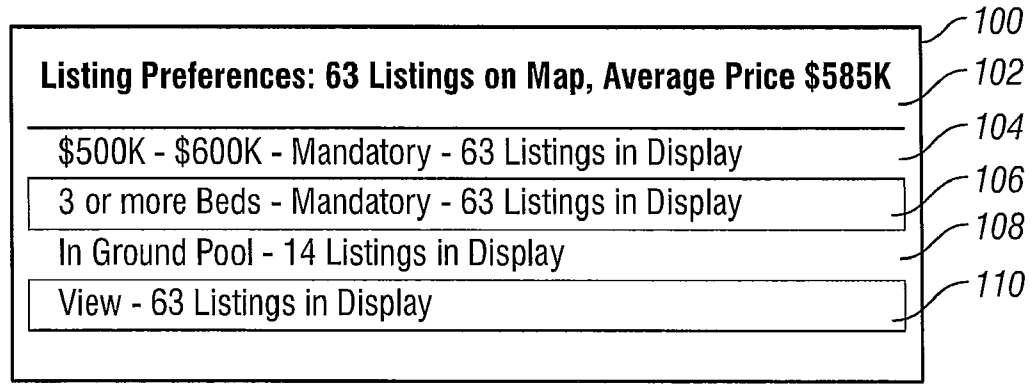 100
Listing Preferences: 63 Listings on Map, Average Price $585K
102
104
$500K - $600K - Mandatory - 63 Listings in Display
106
3 or more Beds - Mandatory - 63 Listings in Display
108
In Ground Pool - 14 Listings in Display
110
View - 63 Listings in Display